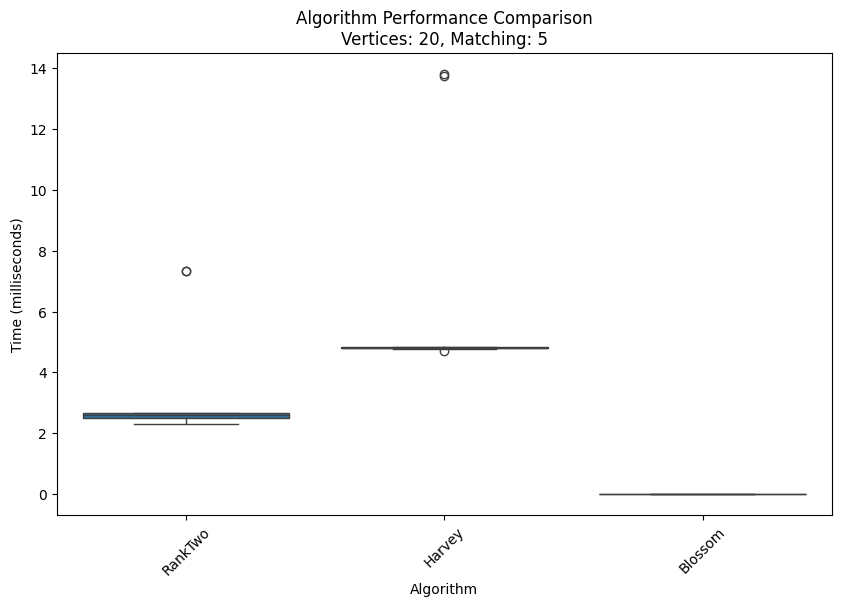 Algorithm Performance Comparison
Vertices: 20, Matching: 5
Time (milliseconds)
14
12
10
8
6
4
2
0
RankTwo
Harvey
Blossom
Algorithm